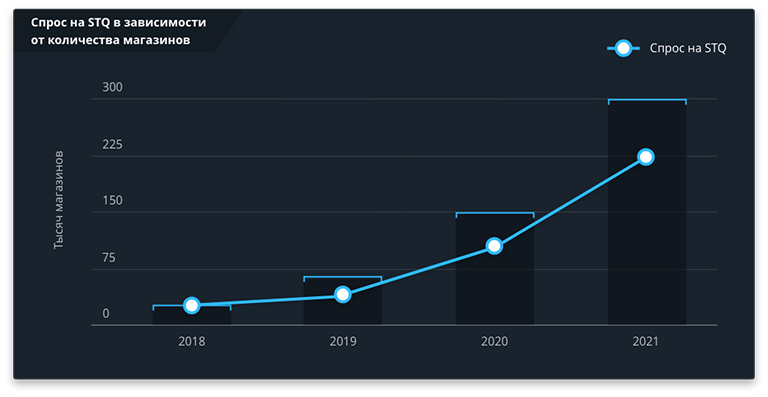 Спрос на STQ в зависимости
от количества магазинов
Спрос на STQ
Тысяч магазинов
300
225
150
75
0
2018
2019
2020
2021